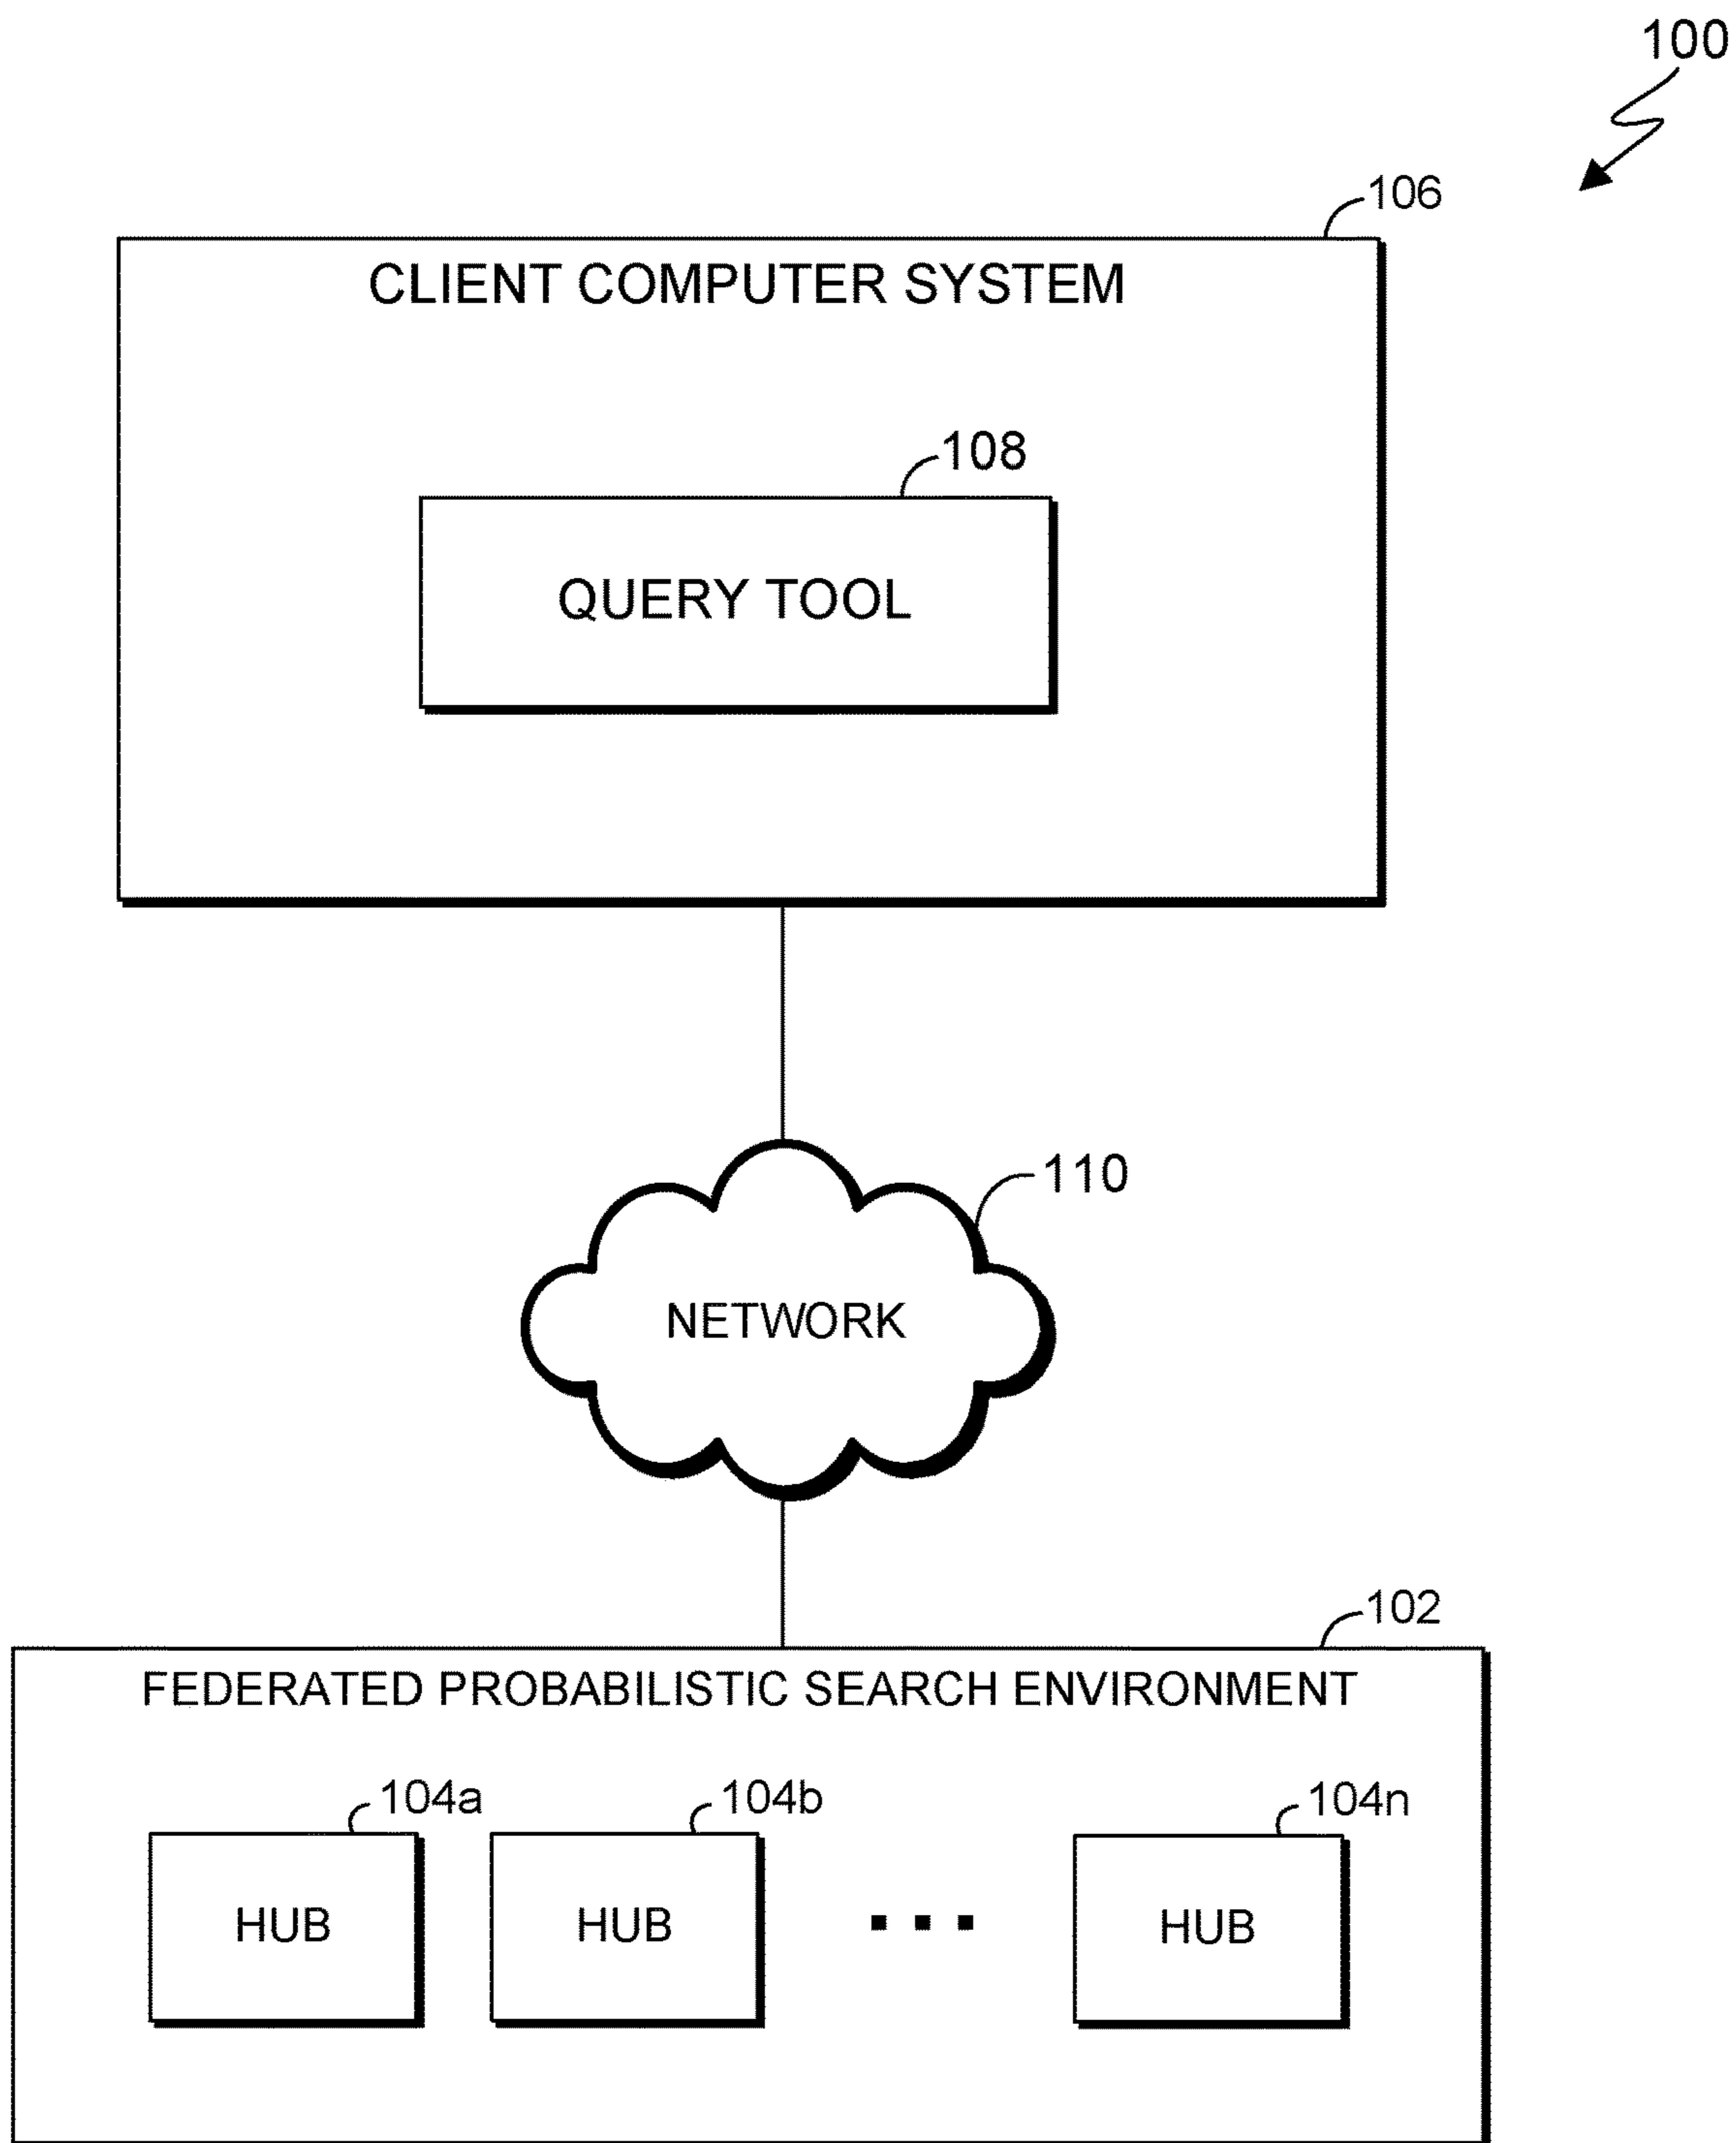 100
106
CLIENT COMPUTER SYSTEM
108
QUERY TOOL
110
NETWORK
102
FEDERATED PROBABILISTIC SEARCH ENVIRONMENT
104a 104b 104n
HUB HUB ... HUB